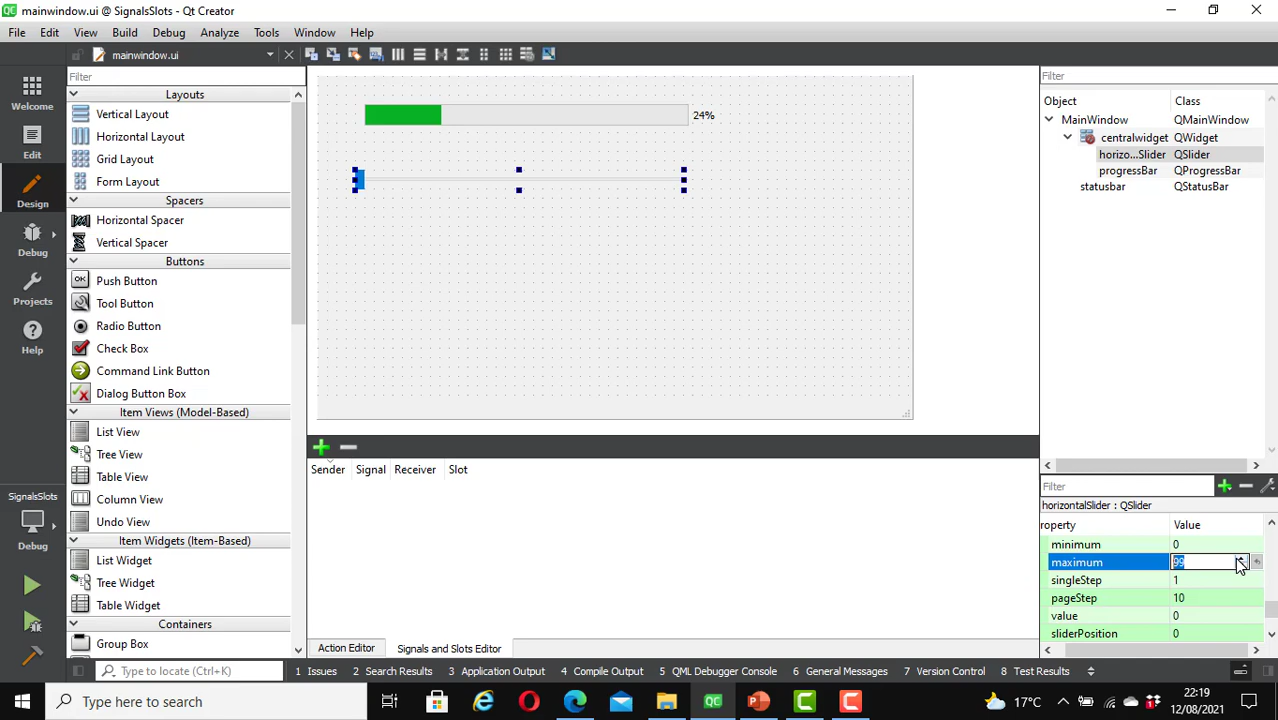 QC mainwindow.ui @ SignalsSlots - Qt Creator
File Edit View Build Debug Analyze Tools Window Help
mainwindow.ui
Filter
Filter
Welcome
Edit
Design
Debug
Projects
Help
SignalsSlots
Debug
Layouts
Vertical Layout
Horizontal Layout
Grid Layout
Form Layout
Spacers
Horizontal Spacer
Vertical Spacer
Buttons
OK Push Button
Tool Button
Radio Button
Check Box
Command Link Button
Dialog Button Box
Item Views (Model-Based)
List View
Tree View
Table View
Column View
Undo View
Item Widgets (Item-Based)
List Widget
Tree Widget
Table Widget
Containers
Group Box
24%
Sender Signal Receiver Slot
Action Editor Signals and Slots Editor
Object Class
MainWindow QMainWindow
centralwidget QWidget
horizo...Slider QSlider
progressBar QProgressBar
statusbar QStatusBar
Filter
horizontalSlider : QSlider
roperty Value
minimum 0
maximum 99
singleStep 1
pageStep 10
value 0
sliderPosition 0
Type to locate (Ctrl+K) 1 Issues 2 Search Results 3 Application Output 4 Compile Output 5 QML Debugger Console 6 General Messages 7 Version Control 8 Test Results
Type here to search
QC
17°C
22:19
12/08/2021